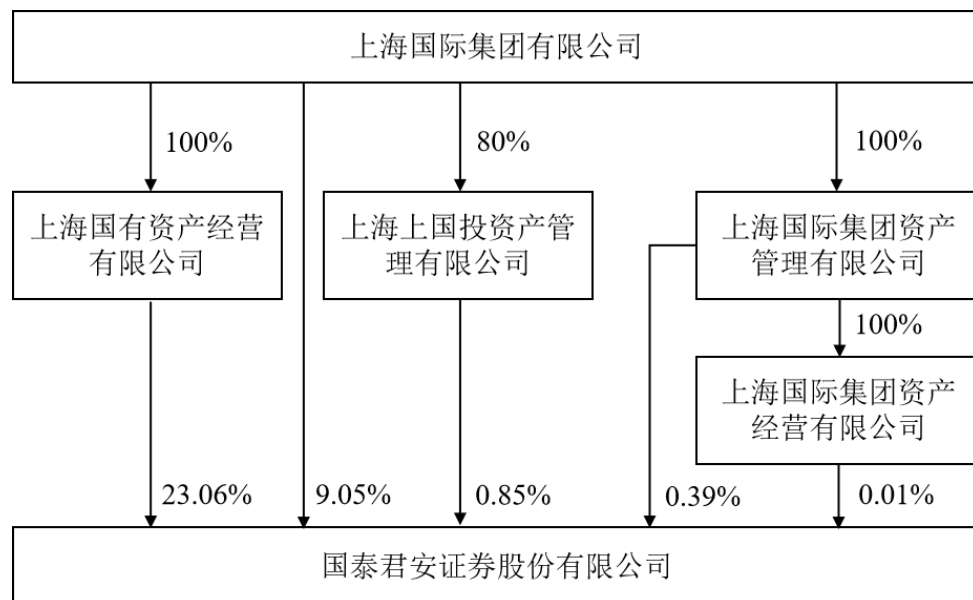 上海国际集团有限公司
100%
80%
100%
上海国有资产经营
有限公司
上海上国投资产管
理有限公司
上海国际集团资产
管理有限公司
100%
上海国际集团资产
经营有限公司
23.06%
9.05%
0.85%
0.39%
0.01%
国泰君安证券股份有限公司